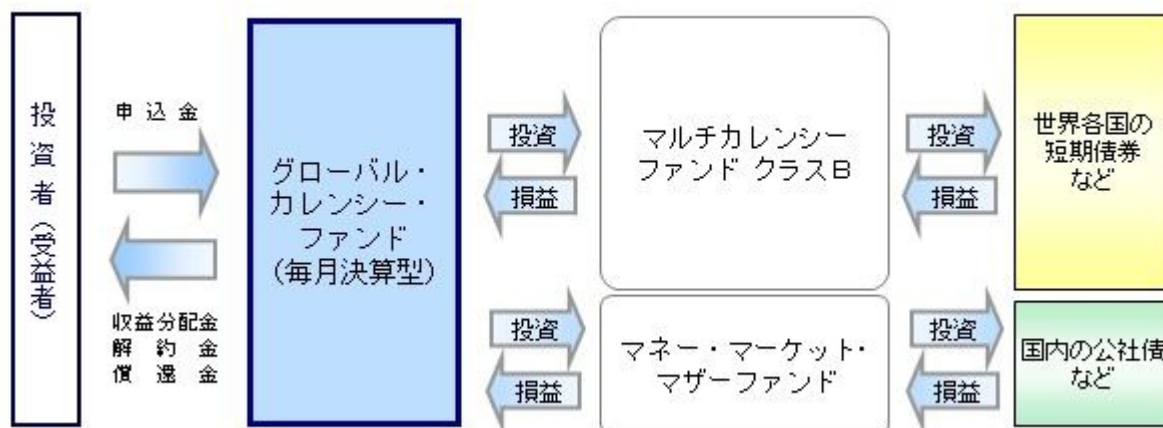 投資者（受益者）
申込金
収益分配金
解約金
償還金
グローバル・
カレンシー・
ファンド
（毎月決算型）
投資
損益
マルチカレンシー
ファンド クラスB
投資
損益
世界各国の
短期債券
など
投資
損益
マネー・マーケット・
マザーファンド
投資
損益
国内の公社債
など